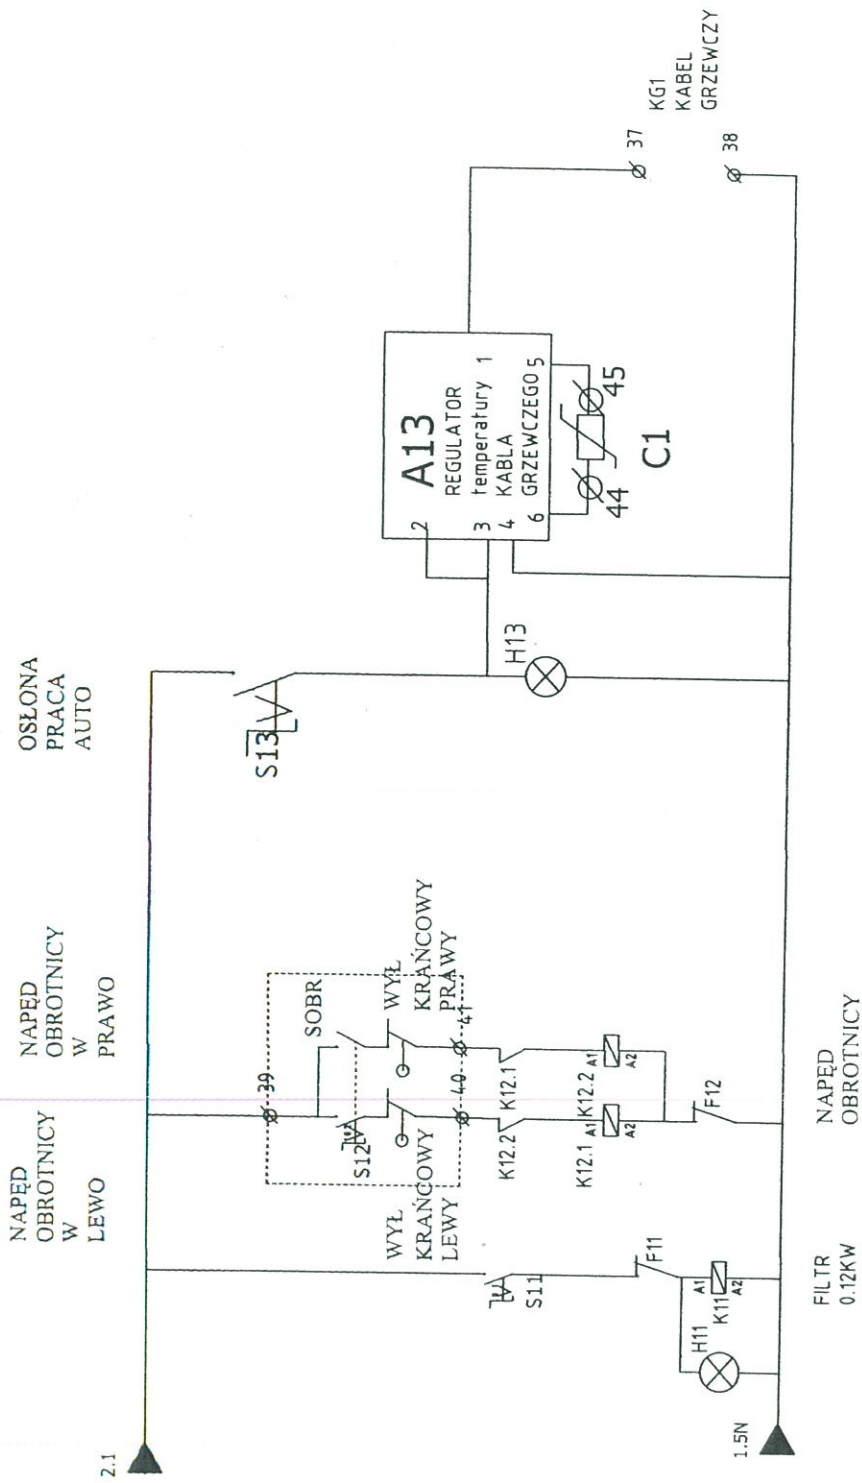 2.1
NAPĘD
OBROTNICY
W
LEWO
NAPĘD
OBROTNICY
W
PRAWO
OSŁONA
PRACA
AUTO
39
SOBR
S12
WYŁ
KRAŃCOWY
LEWY
WYŁ
KRAŃCOWY
PRAWY
40
41
K12.2
K12.1
K12.1
A1
A2
K12.2
A1
A2
F12
S11
F11
H11
K11
A1
A2
S13
H13
A13
REGULATOR
temperatury
KABLA
GRZEWCZEGO
2
3
4
6
1
5
44
45
C1
37
38
KG1
KABEL
GRZEWCZY
1.5N
FILTR
0.12KW
NAPĘD
OBROTNICY